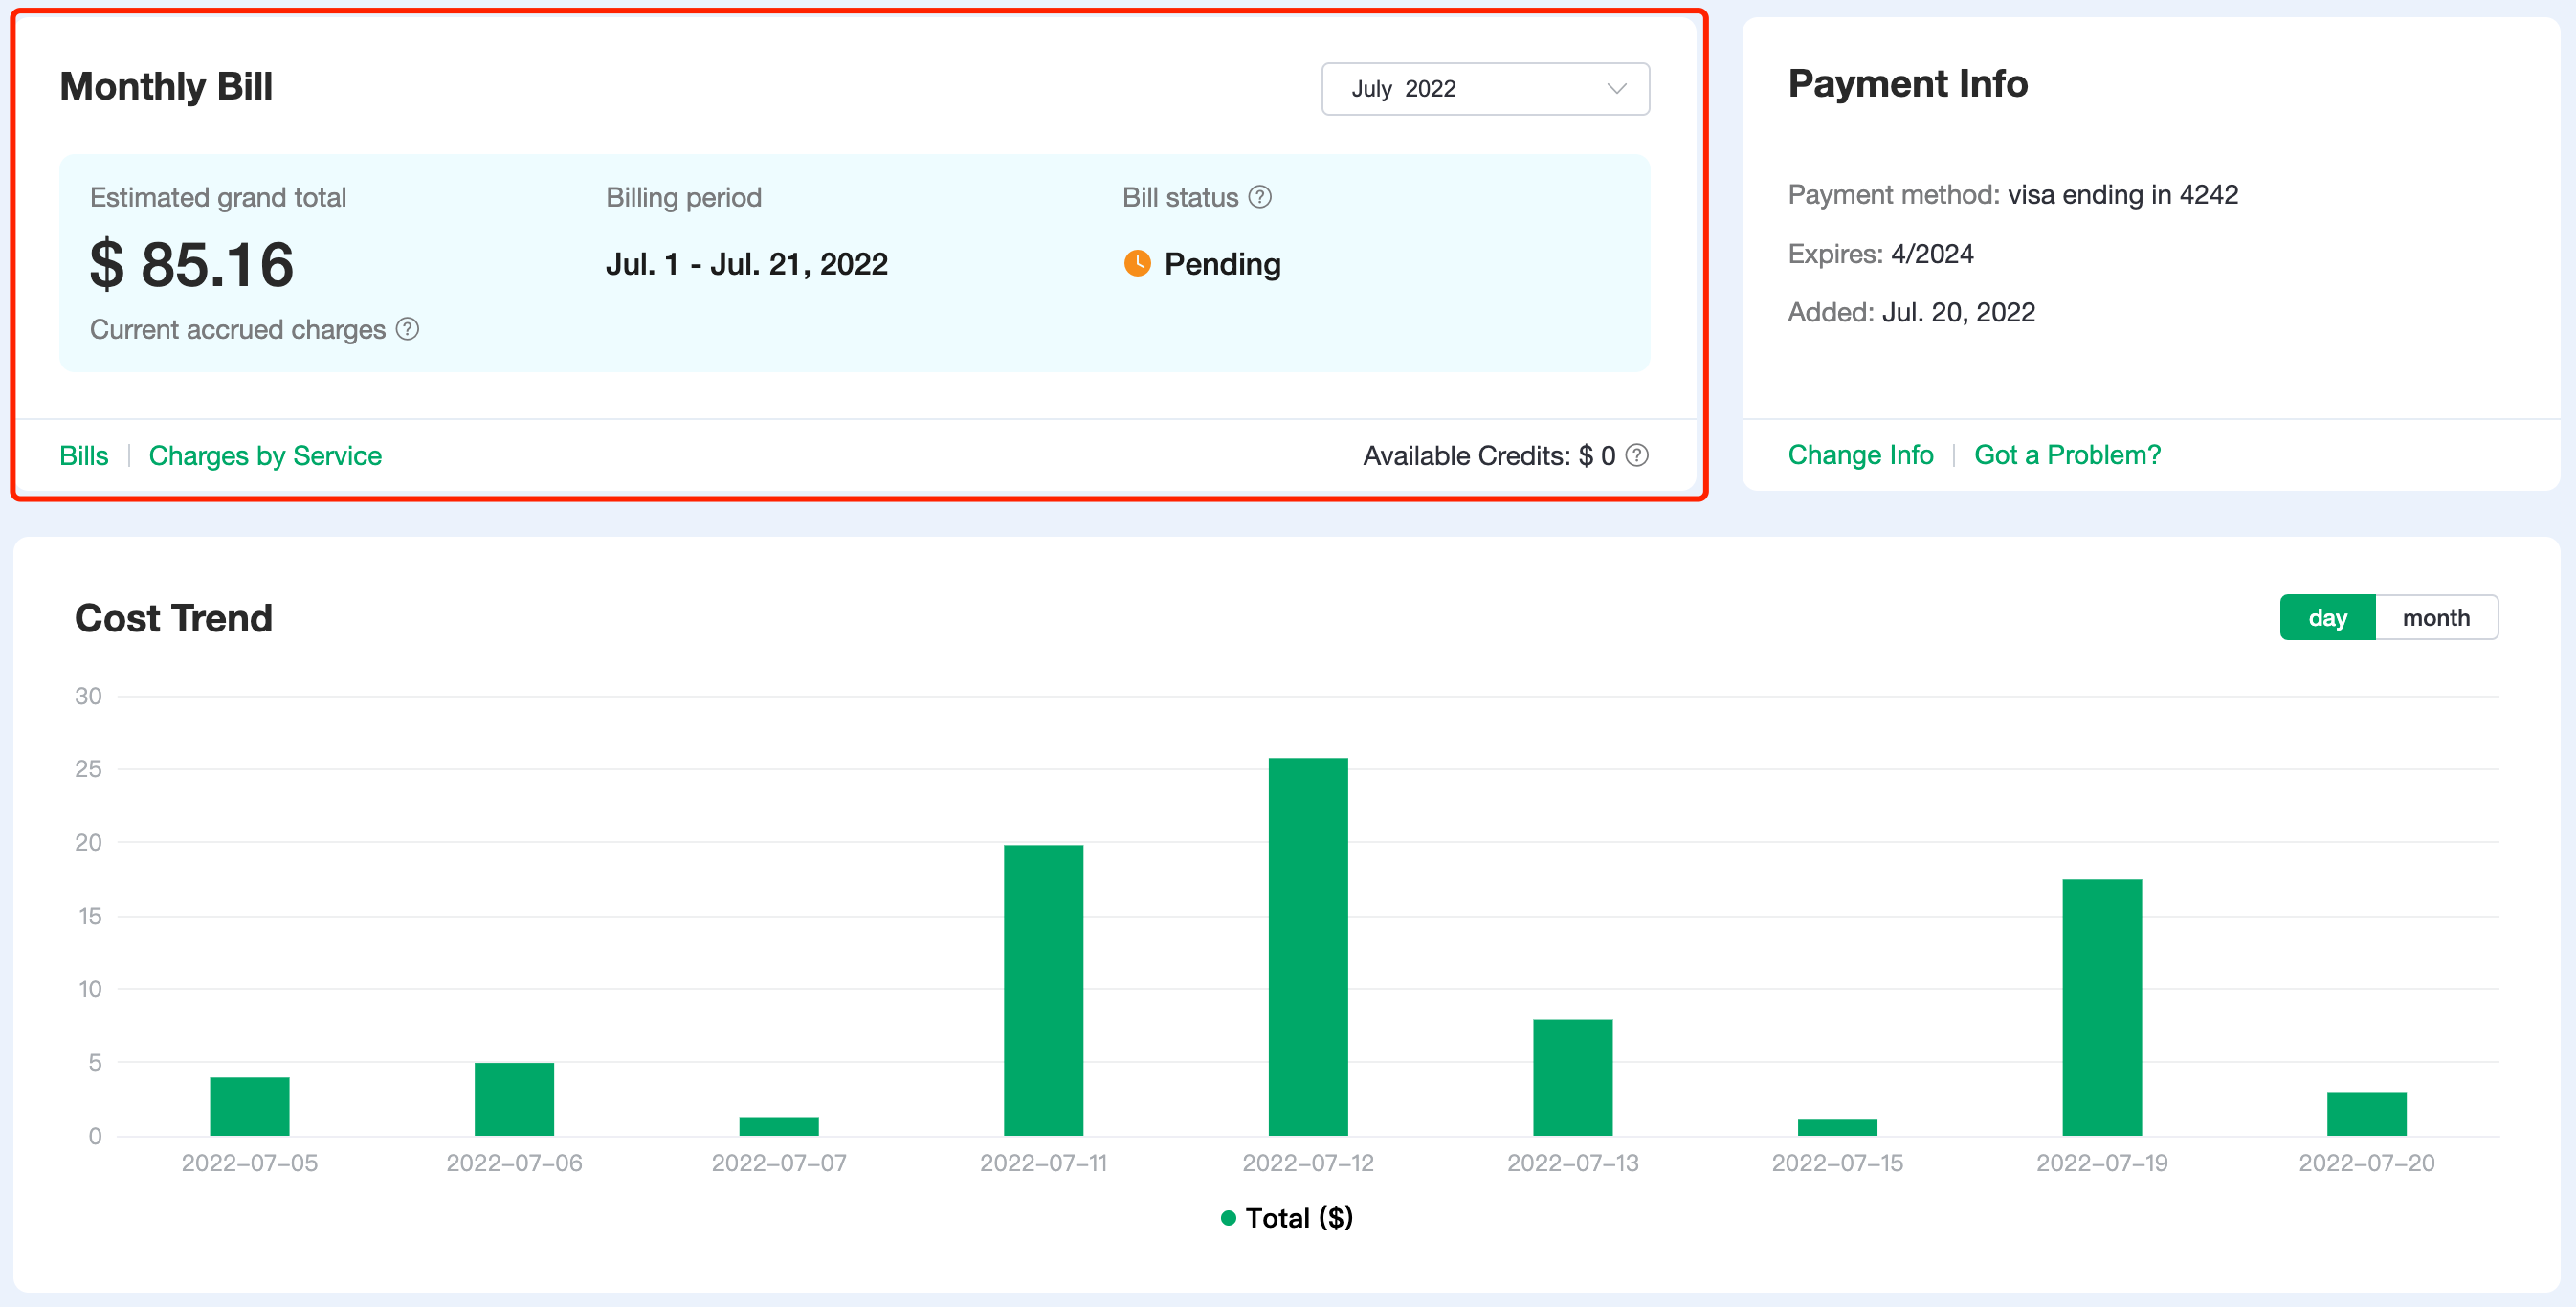 Monthly Bill
July 2022
Estimated grand total
$ 85.16
Current accrued charges ?
Billing period
Jul. 1 - Jul. 21, 2022
Bill status ?
Pending
Bills | Charges by Service
Available Credits: $ 0 ?
Payment Info
Payment method: visa ending in 4242
Expires: 4/2024
Added: Jul. 20, 2022
Change Info | Got a Problem?
Cost Trend
day month
30
25
20
15
10
5
0
2022-07-05 2022-07-06 2022-07-07 2022-07-11 2022-07-12 2022-07-13 2022-07-15 2022-07-19 2022-07-20
Total ($)